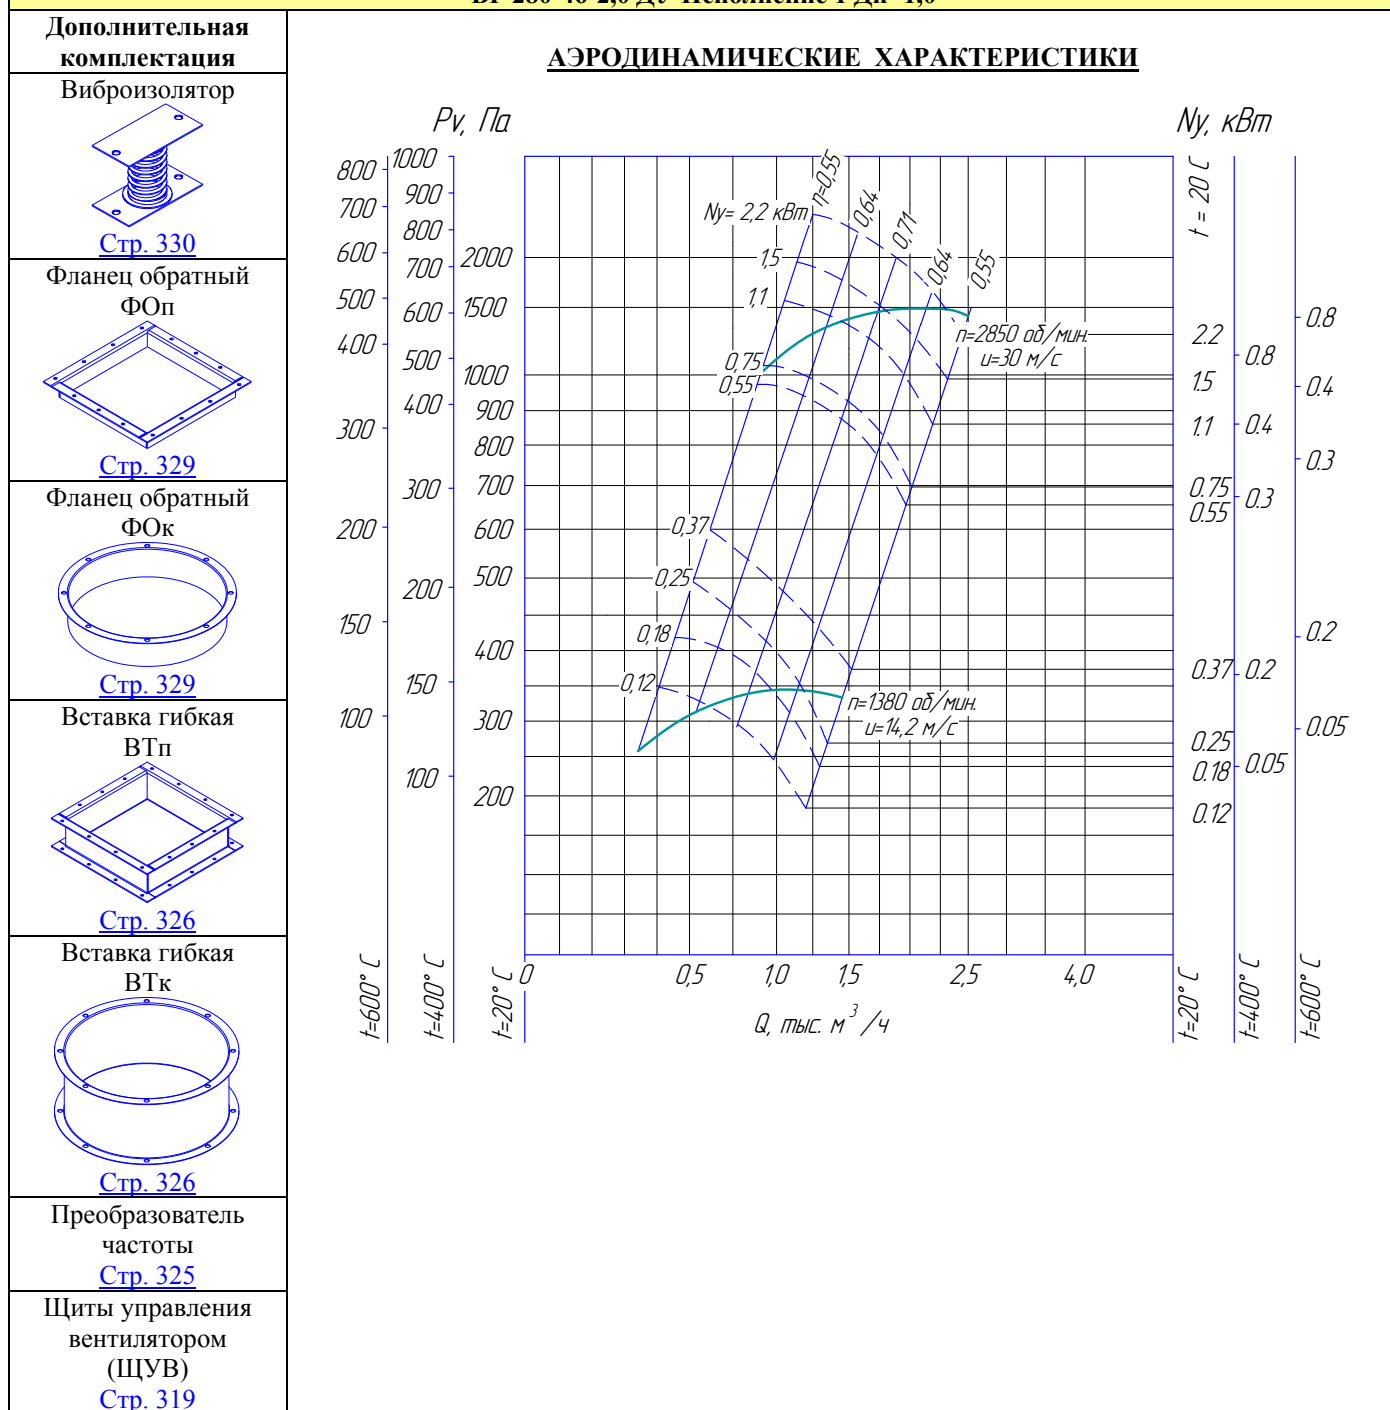 Дополнительная
комплектация
Виброизолятор
Стр. 330
Фланец обратный
ФОп
Стр. 329
Фланец обратный
ФОк
Стр. 329
Вставка гибкая
ВТп
Стр. 326
Вставка гибкая
ВТк
Стр. 326
Преобразователь
частоты
Стр. 325
Щиты управления
вентилятором
(ЩУВ)
Стр. 319
АЭРОДИНАМИЧЕСКИЕ ХАРАКТЕРИСТИКИ
Pv, Па
Nу, кВт
800
700
600
500
400
300
200
150
100
t=600° C
1000
900
800
700
600
500
400
300
200
150
100
t=400° C
2000
1500
1000
900
800
700
600
500
400
300
200
t=20° C
Nу= 2,2 кВт
1,5
1,1
0,75
0,55
0,37
0,25
0,18
0,12
η=0,55
0,64
0,71
0,64
0,55
n=2850 об/мин.
u=30 м/с
n=1380 об/мин.
u=14,2 м/с
0
0,5
1,0
1,5
2,5
4,0
Q, тыс. м³/ч
t = 20 C
2.2
1.5
1.1
0.75
0.55
0.37
0.25
0.18
0.12
t=20° C
0.8
0.4
0.3
0.2
0.05
t=400° C
0.8
0.4
0.3
0.2
0.05
t=600° C